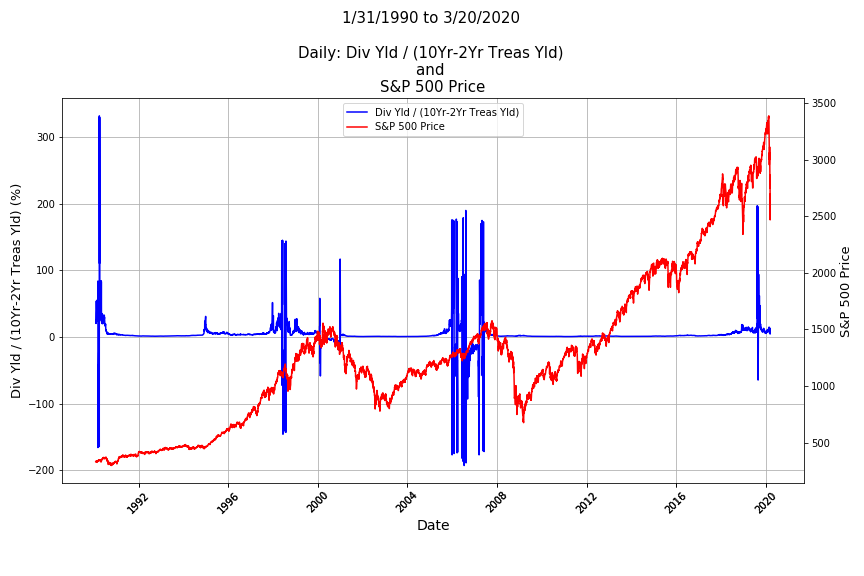 1/31/1990 to 3/20/2020
Daily: Div Yld / (10Yr-2Yr Treas Yld)
and
S&P 500 Price
Div Yld / (10Yr-2Yr Treas Yld)
S&P 500 Price
Div Yld / (10Yr-2Yr Treas Yld) (%)
300
200
100
0
−100
−200
3500
3000
2500
2000
1500
1000
500
S&P 500 Price
1992
1996
2000
2004
2008
2012
2016
2020
Date